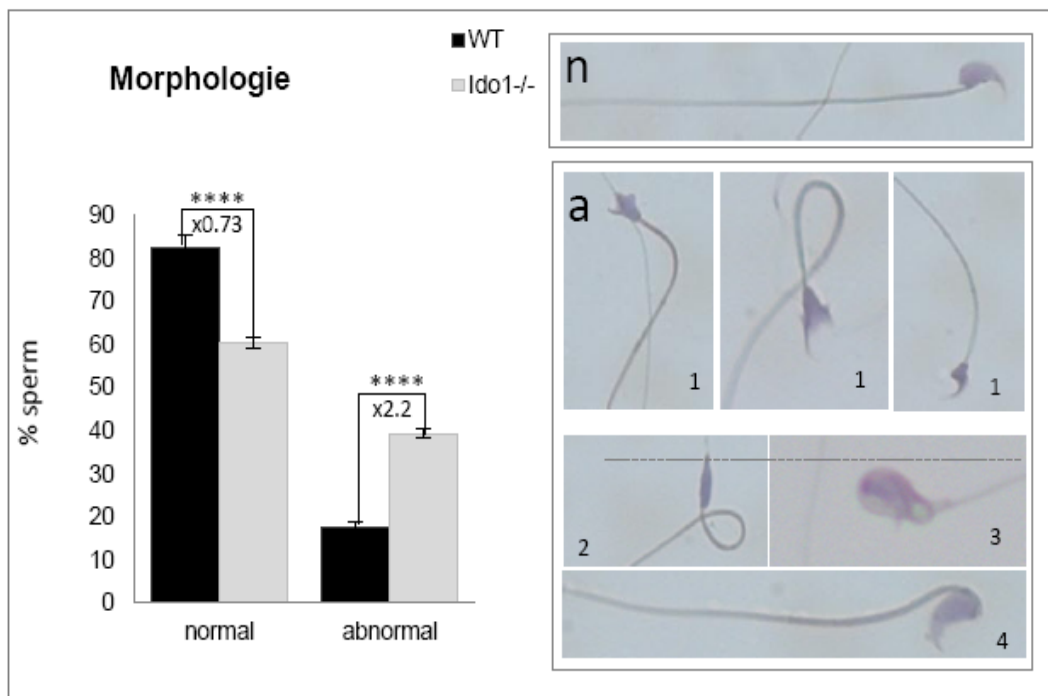 WT
Ido1-/-
Morphologie
% sperm
90
80
70
60
50
40
30
20
10
0
****
x0.73
****
x2.2
normal
abnormal
n
a
1
1
1
2
3
4